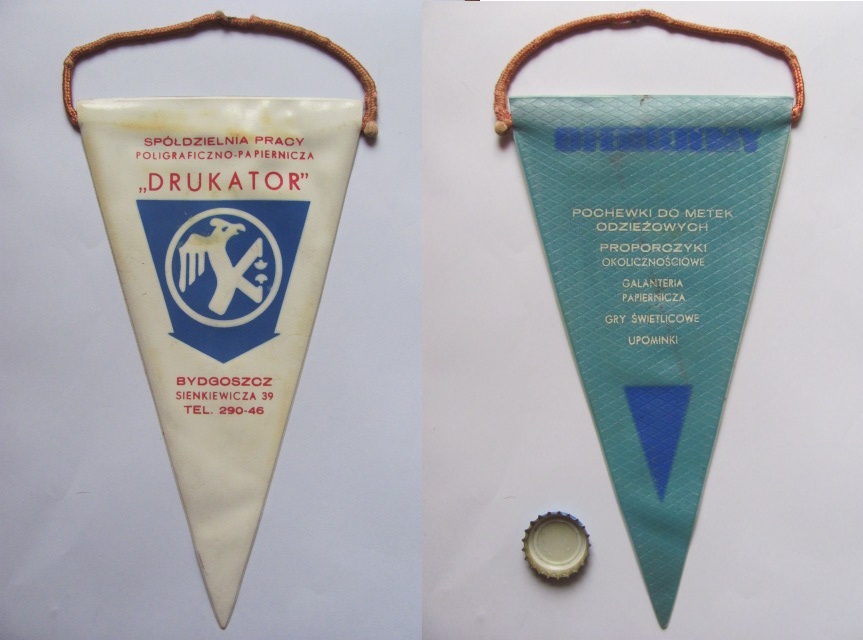 SPÓŁDZIELNIA PRACY
POLIGRAFICZNO-PAPIERNICZA
„DRUKATOR”
BYDGOSZCZ
SIENKIEWICZA 39
TEL. 290-46
OFERUJEMY
POCHEWKI DO METEK
ODZIEŻOWYCH
PROPORCZYKI
OKOLICZNOŚCIOWE
GALANTERIA
PAPIERNICZA
GRY ŚWIETLICOWE
UPOMINKI